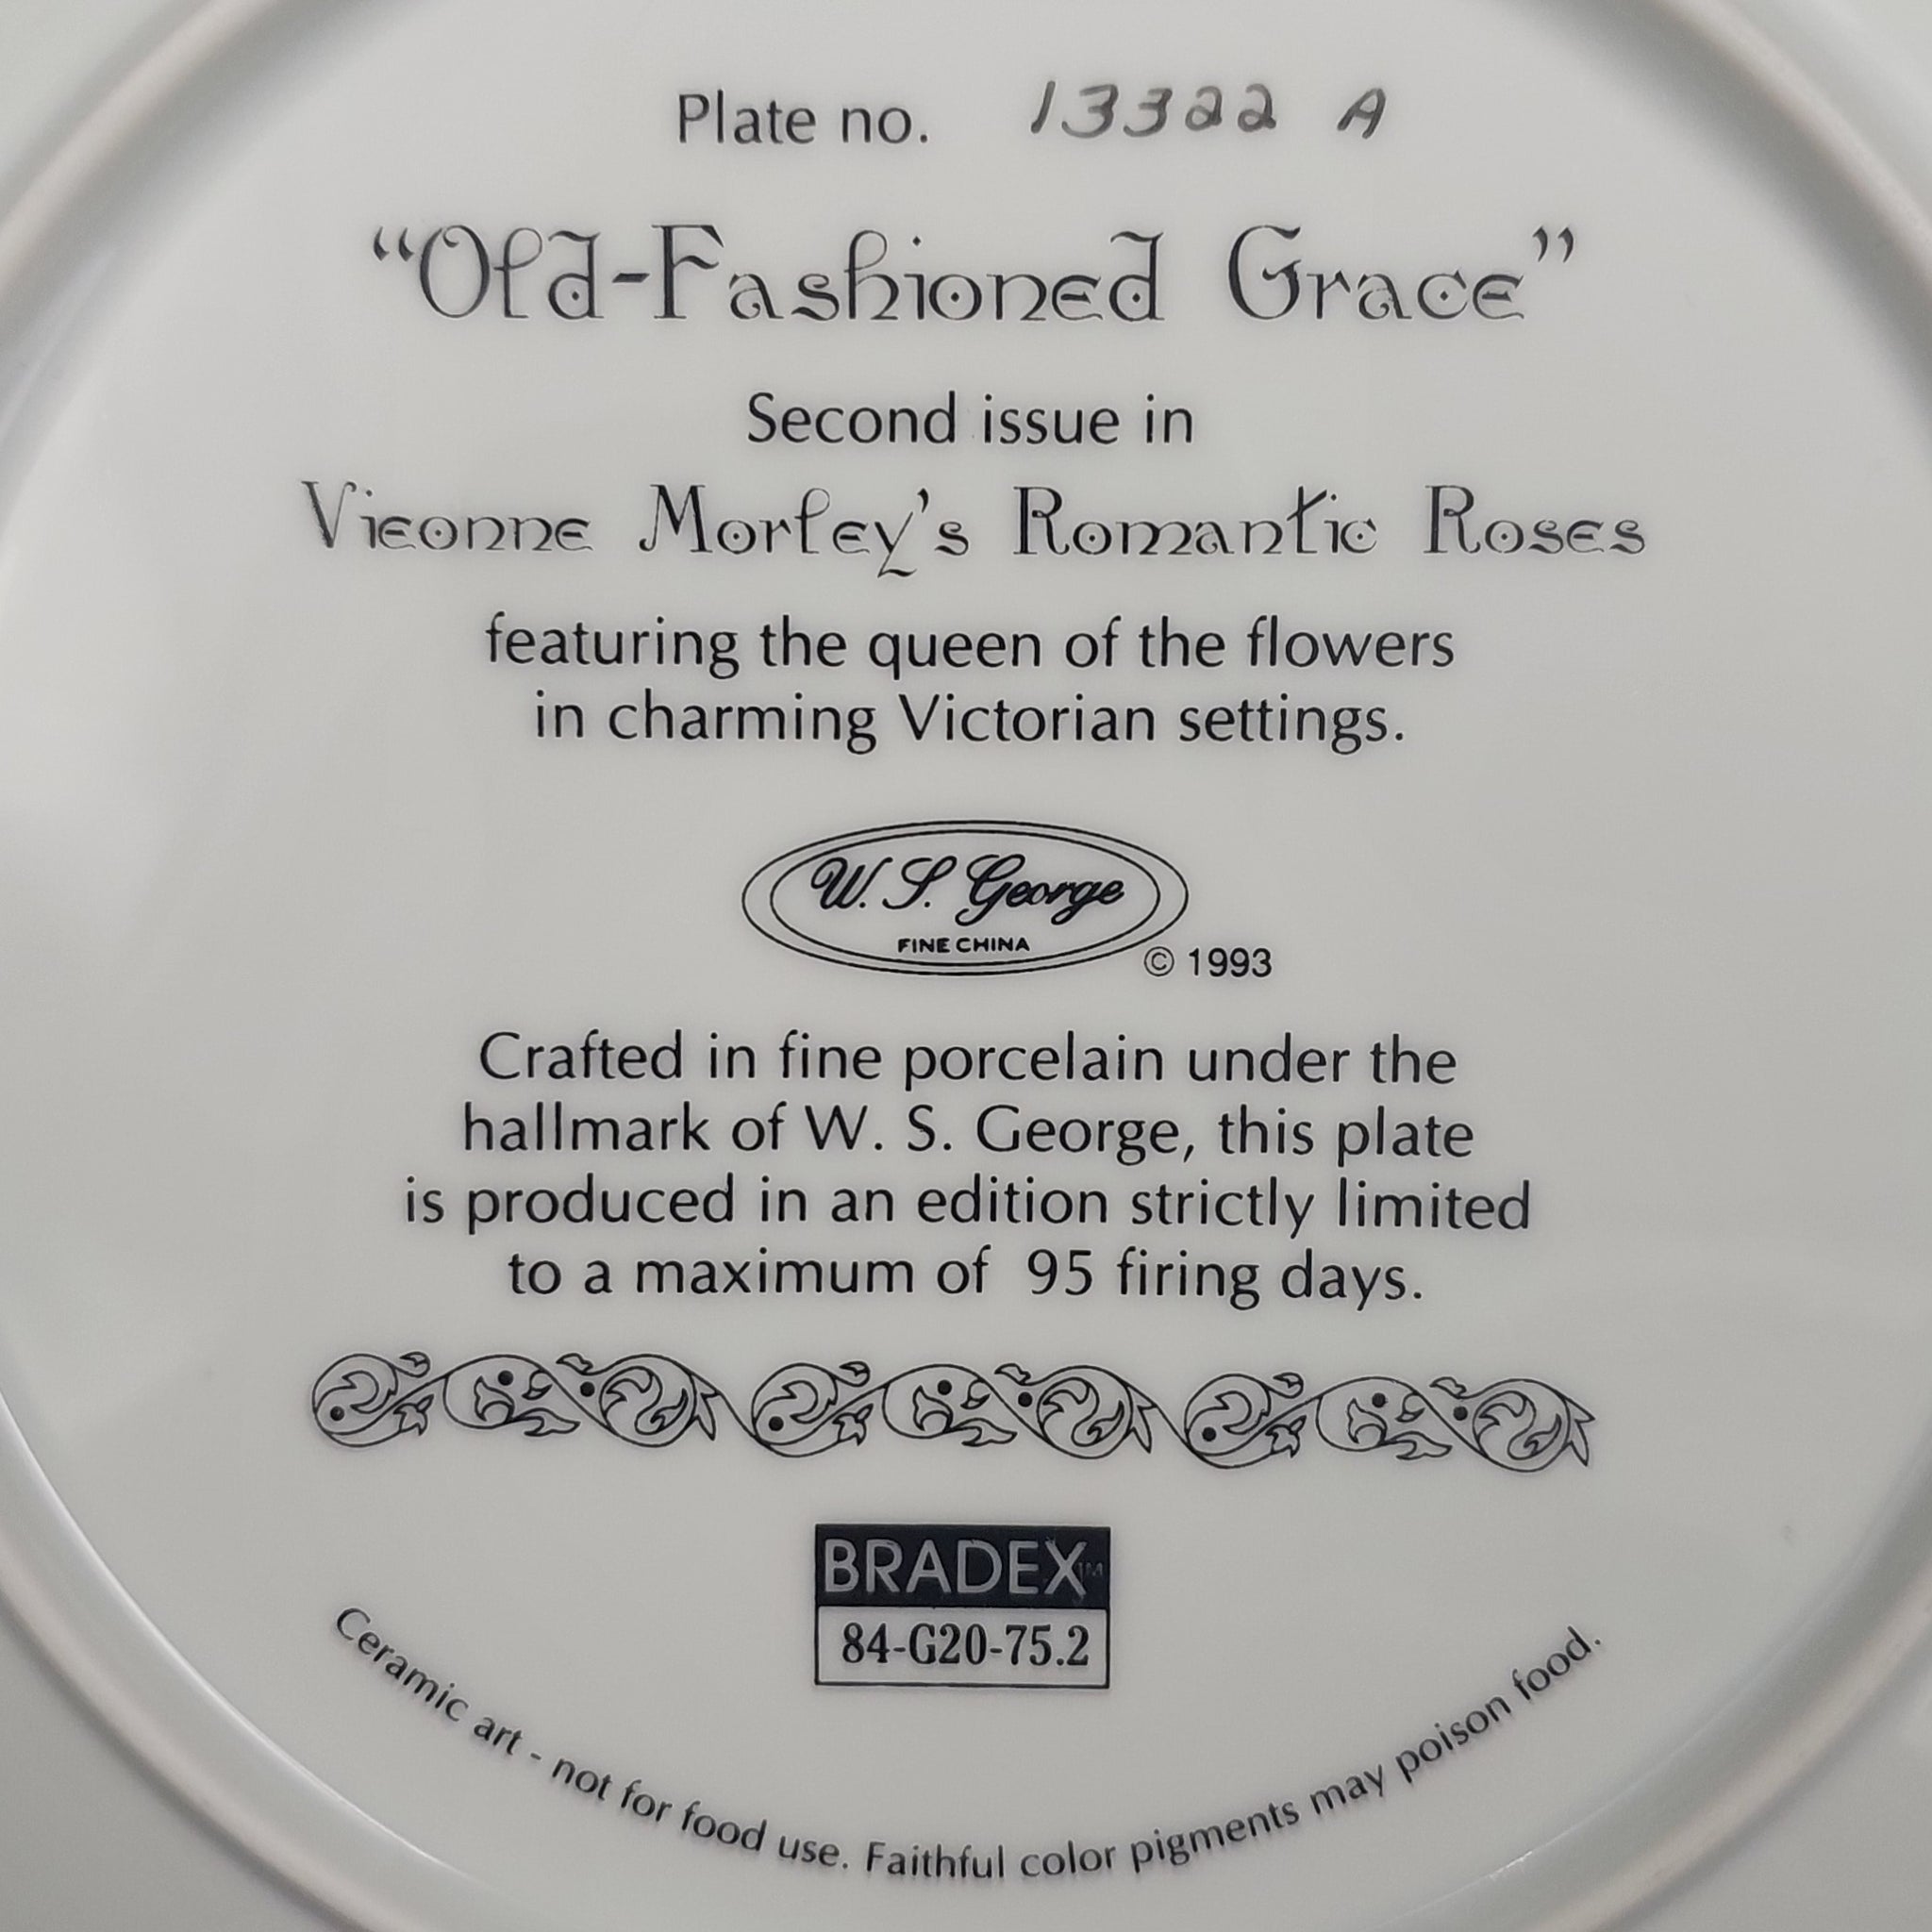 Plate no. 13322 A
“Old-Fashioned Grace”
Second issue in
Vieonne Morley's Romantic Roses
featuring the queen of the flowers
in charming Victorian settings.
W. S. George
FINE CHINA
© 1993
Crafted in fine porcelain under the
hallmark of W. S. George, this plate
is produced in an edition strictly limited
to a maximum of 95 firing days.
BRADEX™
84-G20-75.2
Ceramic art - not for food use. Faithful color pigments may poison food.